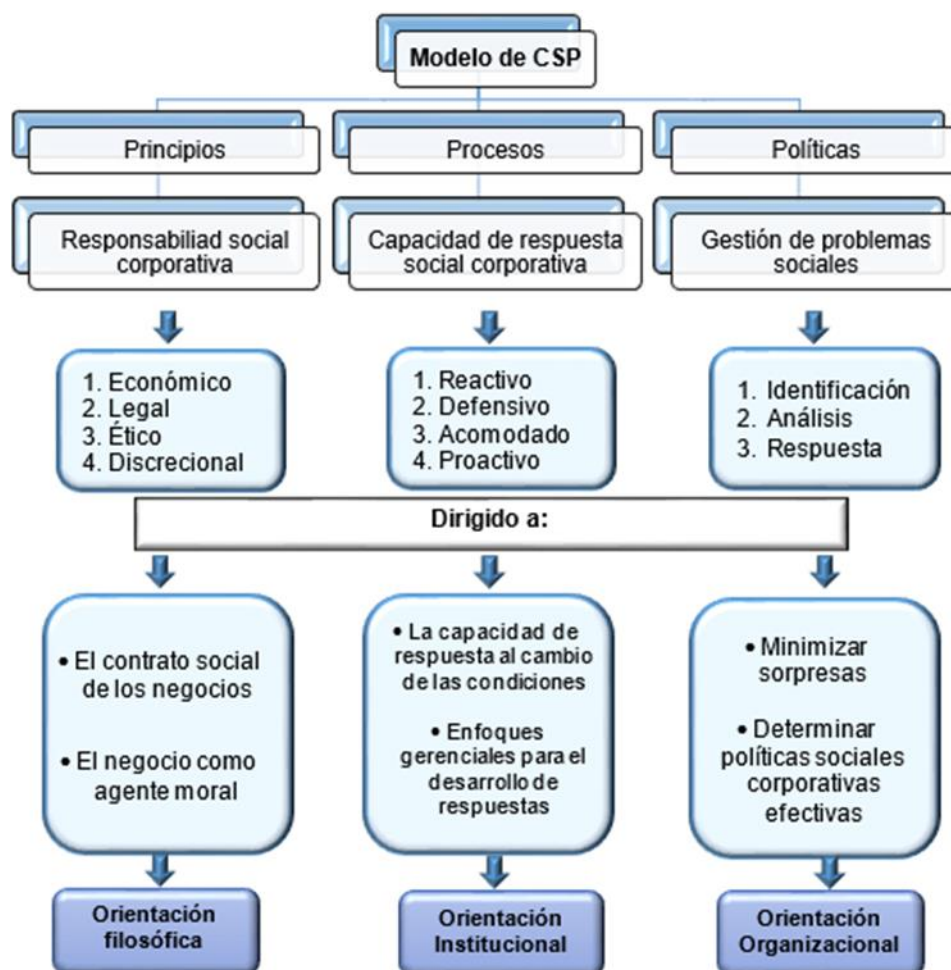 Modelo de CSP
Principios
Procesos
Políticas
Responsabiliad social
corporativa
Capacidad de respuesta
social corporativa
Gestión de problemas
sociales
1. Económico
2. Legal
3. Ético
4. Discrecional
1. Reactivo
2. Defensivo
3. Acomodado
4. Proactivo
1. Identificación
2. Análisis
3. Respuesta
Dirigido a:
• El contrato social
de los negocios
• El negocio como
agente moral
• La capacidad de
respuesta al cambio
de las condiciones
• Enfoques
gerenciales para el
desarrollo de
respuestas
• Minimizar
sorpresas
• Determinar
políticas sociales
corporativas
efectivas
Orientación
filosófica
Orientación
Institucional
Orientación
Organizacional